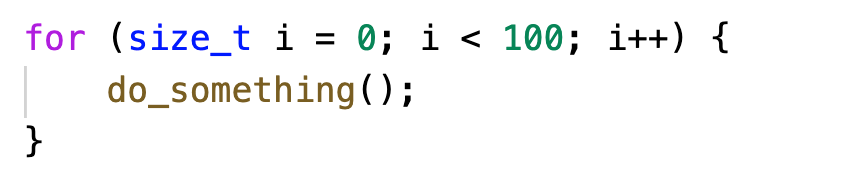 for (size_t i = 0; i < 100; i++) {
    do_something();
}